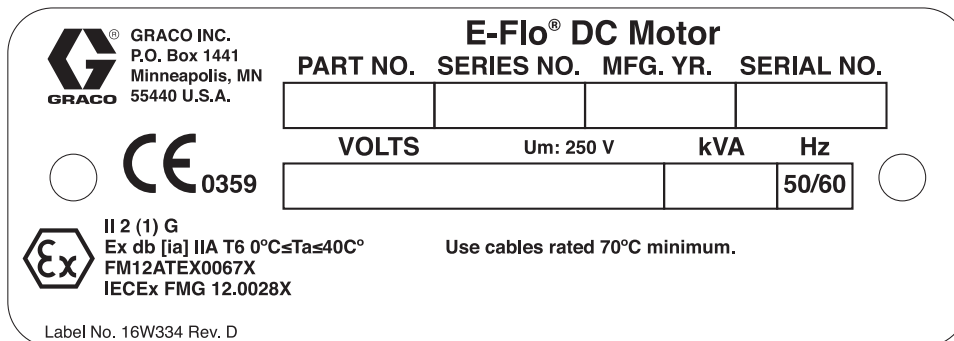 GRACO INC.
P.O. Box 1441
Minneapolis, MN
55440 U.S.A.
®
GRACO
E-Flo® DC Motor
PART NO. SERIES NO. MFG. YR. SERIAL NO.
VOLTS Um: 250 V kVA Hz
50/60
CE 0359
II 2 (1) G
Ex db [ia] IIA T6 0°C≤Ta≤40C°
FM12ATEX0067X
IECEx FMG 12.0028X
Ex
Use cables rated 70°C minimum.
Label No. 16W334 Rev. D